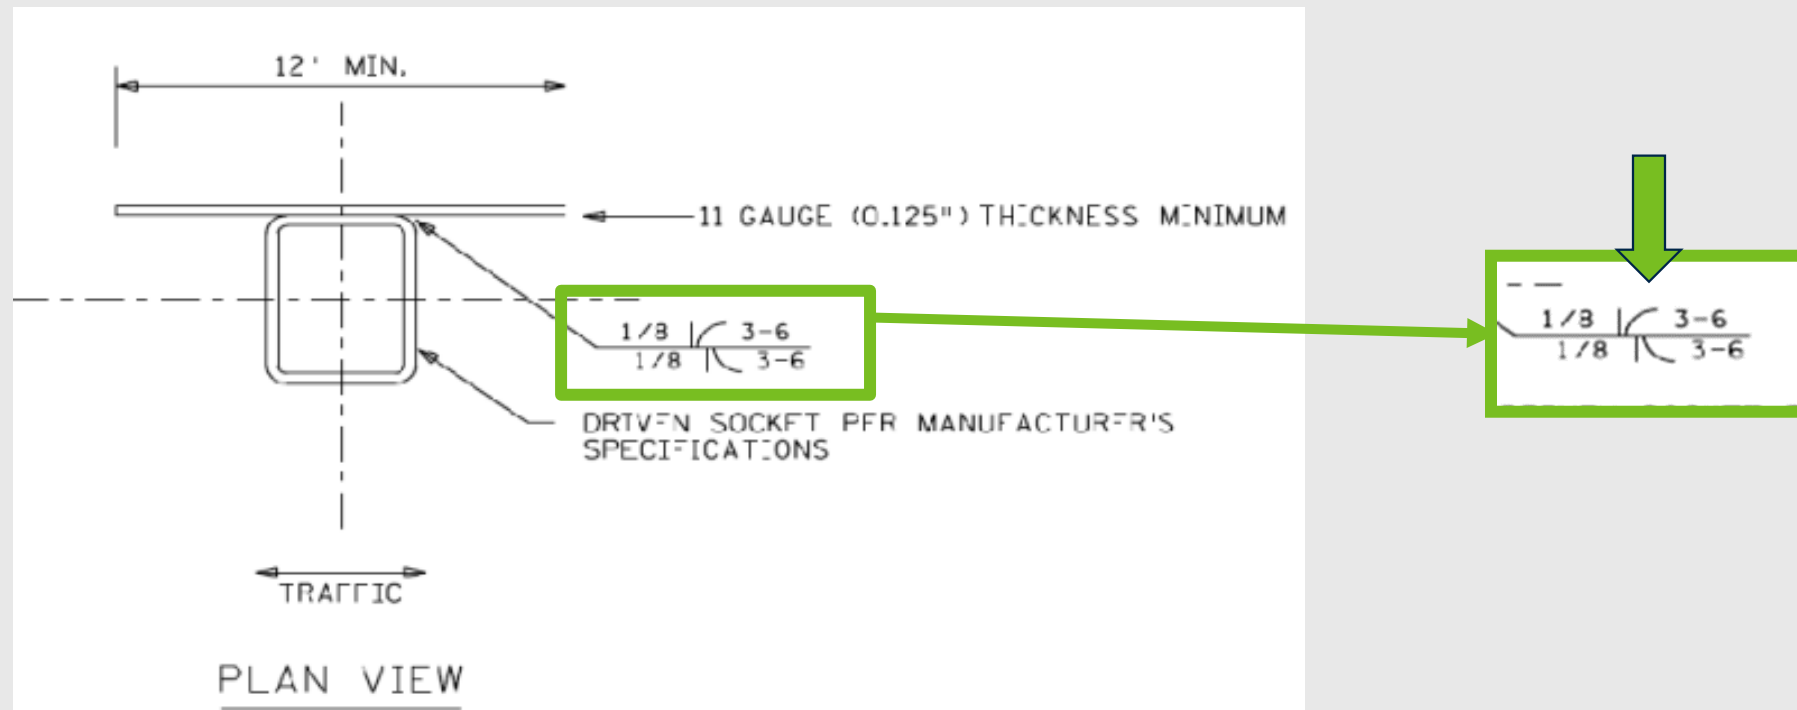 12' MIN.
11 GAUGE (0.125") THICKNESS MINIMUM
1/8 3-6
1/8 3-6
1/8 3-6
1/8 3-6
DRIVEN SOCKET PER MANUFACTURER'S
SPECIFICATIONS
TRAFFIC
PLAN VIEW